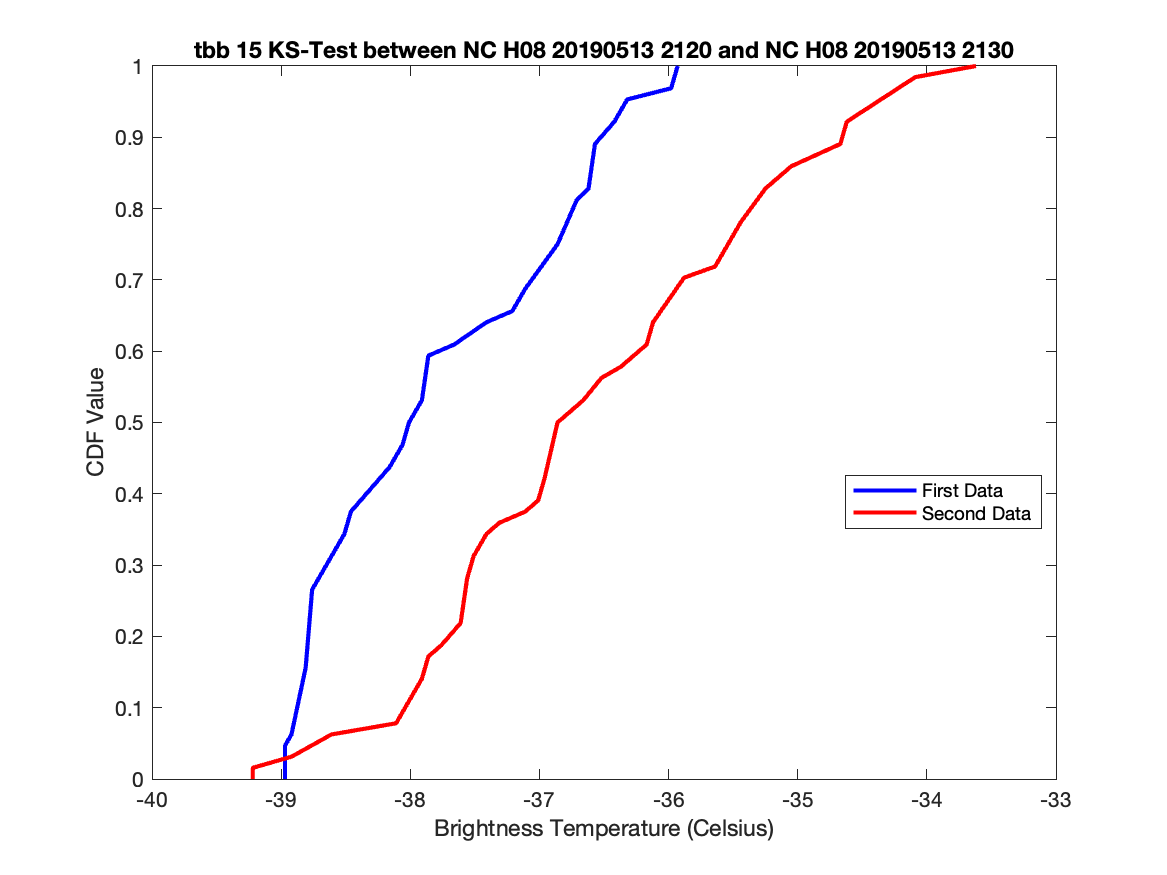 tbb 15 KS-Test between NC H08 20190513 2120 and NC H08 20190513 2130
1
0.9
0.8
0.7
0.6
0.5
0.4
0.3
0.2
0.1
0
CDF Value
First Data
Second Data
-40 -39 -38 -37 -36 -35 -34 -33
Brightness Temperature (Celsius)